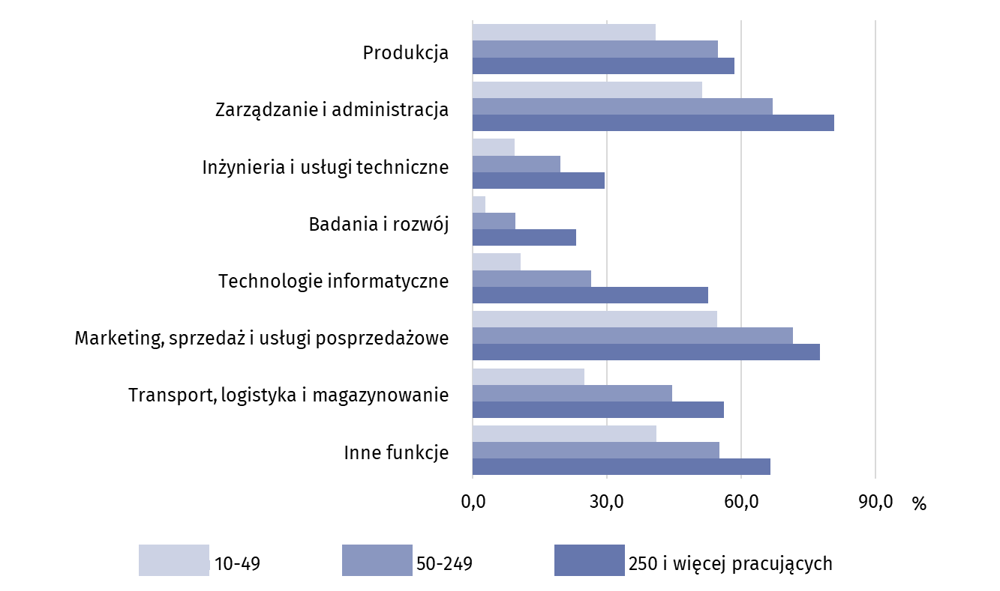 Produkcja
Zarządzanie i administracja
Inżynieria i usługi techniczne
Badania i rozwój
Technologie informatyczne
Marketing, sprzedaż i usługi posprzedażowe
Transport, logistyka i magazynowanie
Inne funkcje
0,0 30,0 60,0 90,0 %
10-49 50-249 250 i więcej pracujących